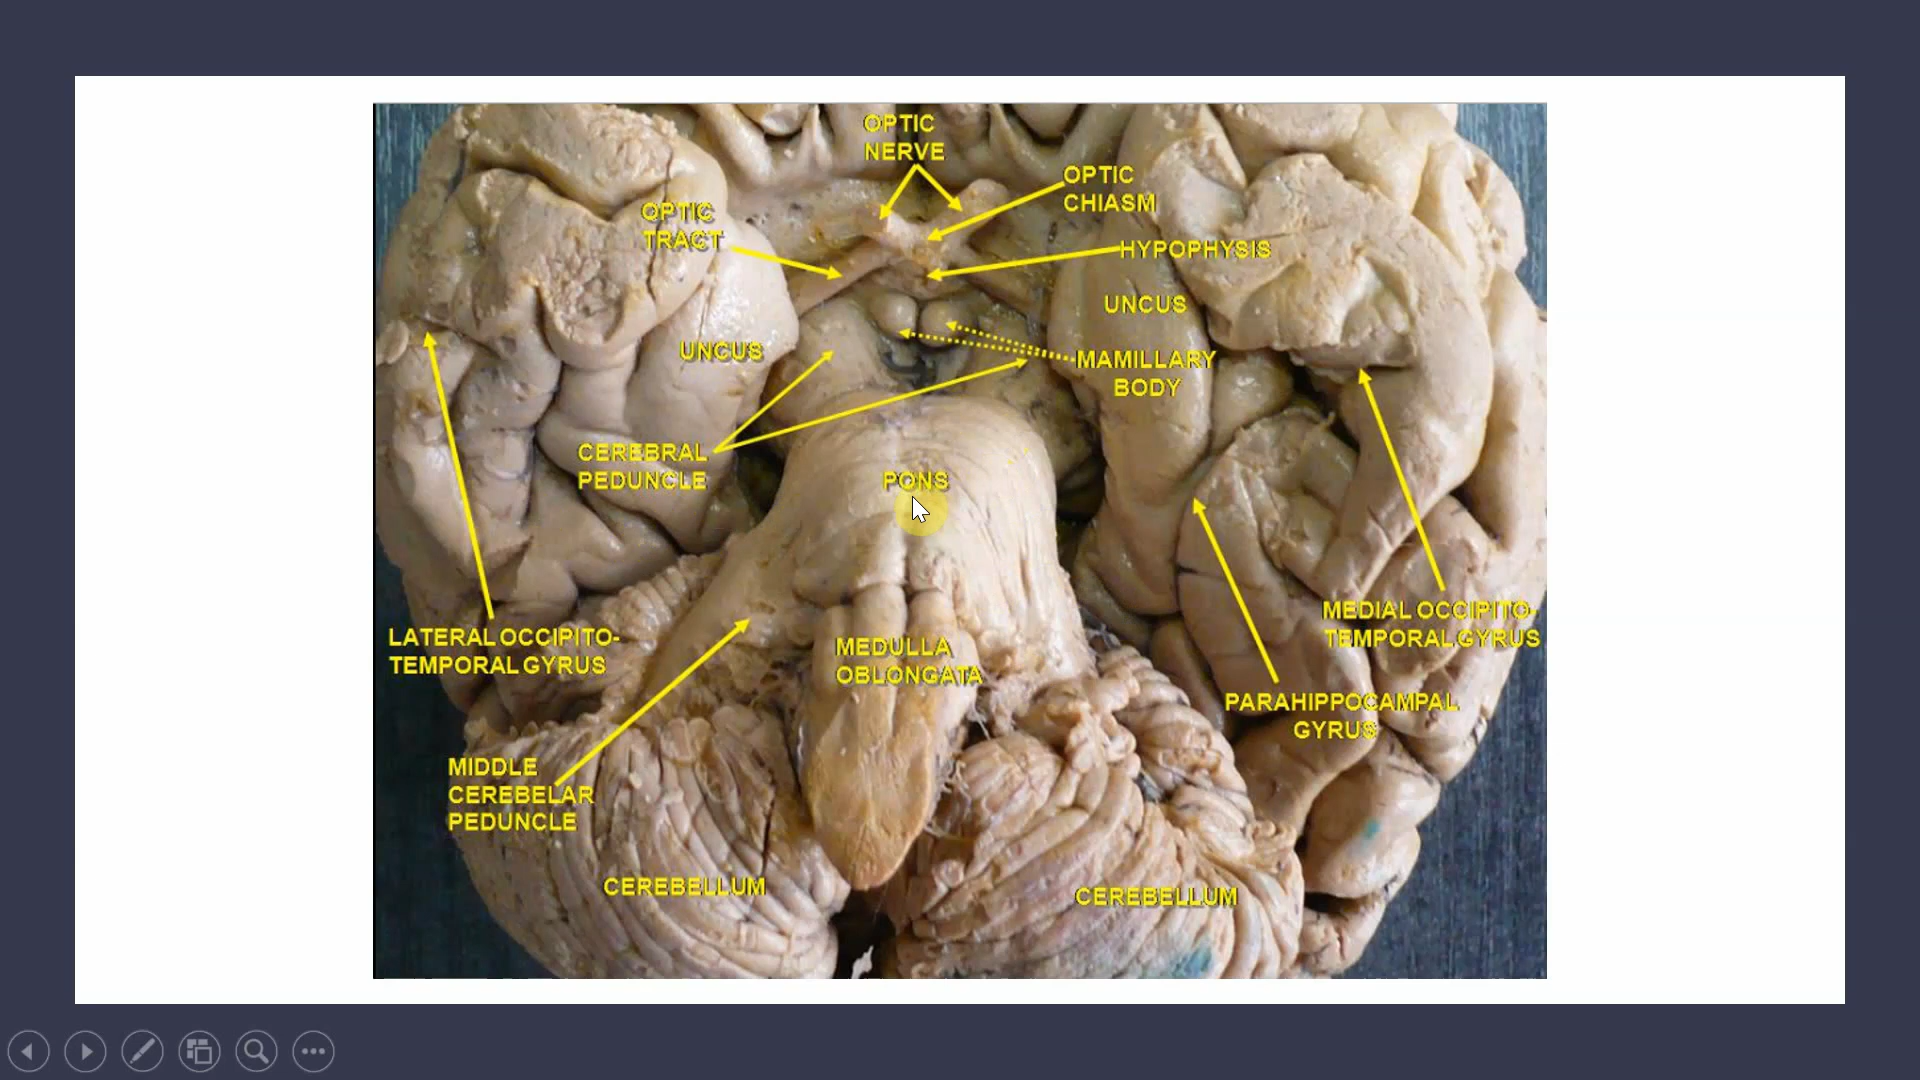 OPTIC
NERVE
OPTIC
CHIASM
OPTIC
TRACT
HYPOPHYSIS
UNCUS
UNCUS
MAMILLARY
BODY
CEREBRAL
PEDUNCLE
PONS
LATERAL OCCIPITO-
TEMPORAL GYRUS
MEDULLA
OBLONGATA
MEDIAL OCCIPITO-
TEMPORAL GYRUS
PARAHIPPOCAMPAL
GYRUS
MIDDLE
CEREBELAR
PEDUNCLE
CEREBELLUM
CEREBELLUM